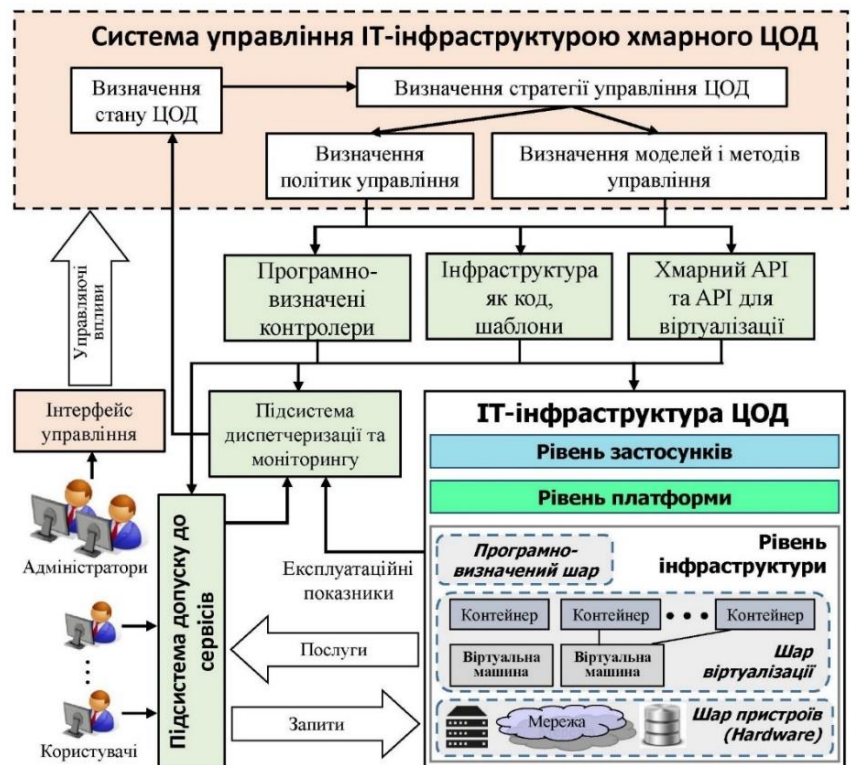 Система управління ІТ-інфраструктурою хмарного ЦОД
Визначення
стану ЦОД
Визначення стратегії управління ЦОД
Визначення
політик управління
Визначення моделей і методів
управління
Управляючі
впливи
Програмно-
визначені
контролери
Інфраструктура
як код,
шаблони
Хмарний API
та API для
віртуалізації
Інтерфейс
управління
Підсистема
диспетчеризації та
моніторингу
ІТ-інфраструктура ЦОД
Рівень застосунків
Рівень платформи
Адміністратори
Підсистема допуску до
сервісів
Експлуатаційні
показники
Програмно-
визначений шар
Рівень
інфраструктури
Контейнер
Контейнер
Контейнер
Послуги
Віртуальна
машина
Віртуальна
машина
Шар
віртуалізації
Запити
Мережа
Шар пристроїв
(Hardware)
Користувачі